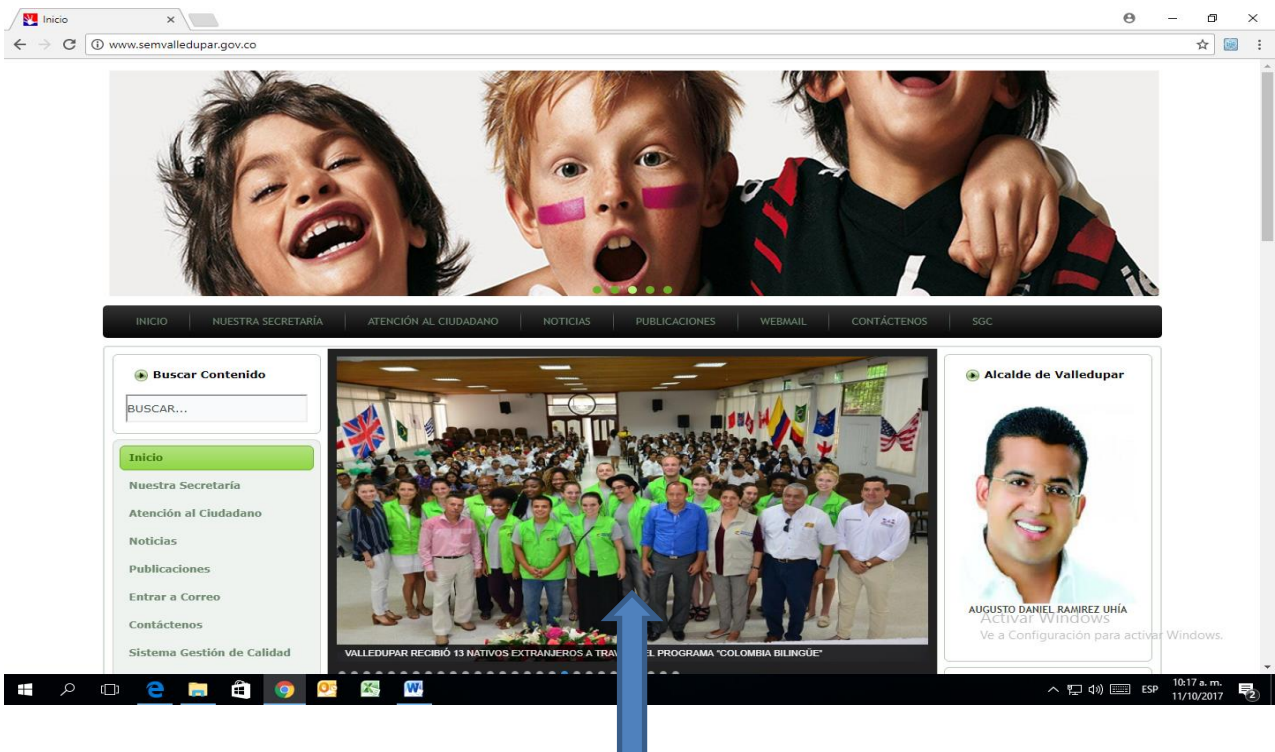 Inicio
www.semvalledupar.gov.co
INICIO NUESTRA SECRETARÍA ATENCIÓN AL CIUDADANO NOTICIAS PUBLICACIONES WEBMAIL CONTÁCTENOS SGC
Buscar Contenido
BUSCAR...
Inicio
Nuestra Secretaría
Atención al Ciudadano
Noticias
Publicaciones
Entrar a Correo
Contáctenos
Sistema Gestión de Calidad
VALLEDUPAR RECIBIÓ 13 NATIVOS EXTRANJEROS A EL PROGRAMA "COLOMBIA BILINGÜE"
Alcalde de Valledupar
AUGUSTO DANIEL RAMIREZ UHÍA
Activar Windows
Ve a Configuración para activar Windows.
ESP
10:17 a. m.
11/10/2017
2